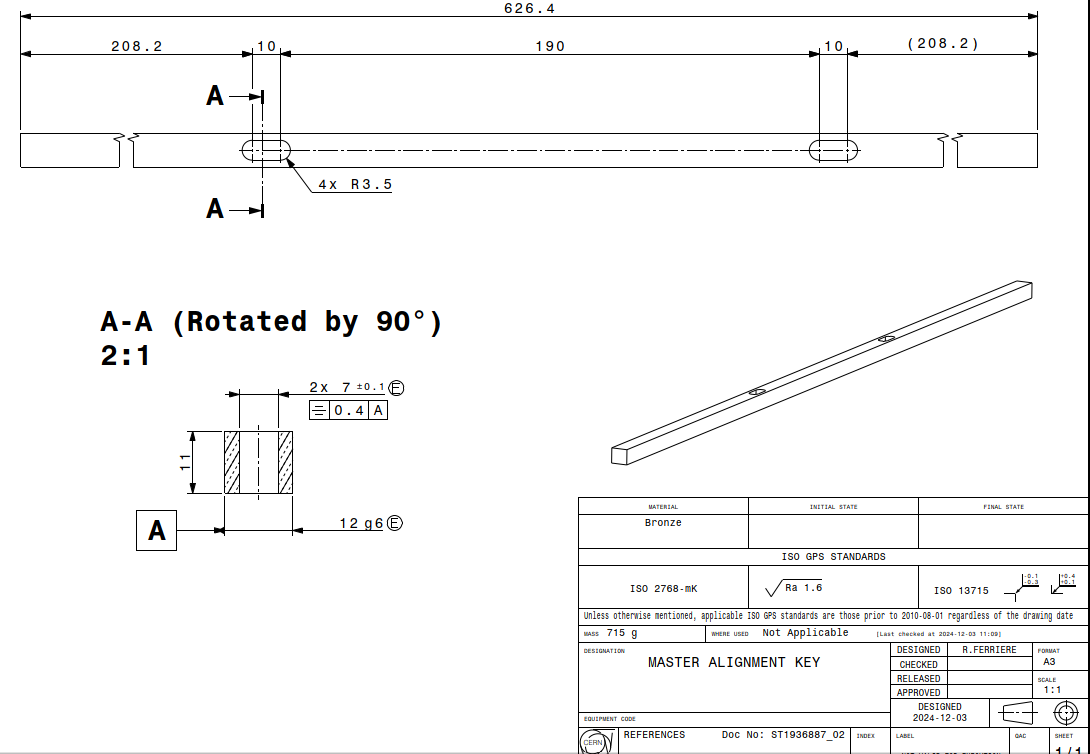 626.4
208.2 10 190 10 (208.2)
A
4x R3.5
A
A-A (Rotated by 90°)
2:1
2x 7 ±0.1 Ⓔ
0.4 A
11
12 g6 Ⓔ
A
MATERIAL INITIAL STATE FINAL STATE
Bronze
ISO GPS STANDARDS
ISO 2768-mK Ra 1.6 ISO 13715 -0.1 -0.3 +0.4 +0.1
Unless otherwise mentioned, applicable ISO GPS standards are those prior to 2010-08-01 regardless of the drawing date
MASS 715 g WHERE USED Not Applicable [Last checked at 2024-12-03 11:09]
DESIGNATION
MASTER ALIGNMENT KEY
DESIGNED R.FERRIERE
CHECKED
RELEASED
APPROVED
FORMAT
A3
SCALE
1:1
DESIGNED
2024-12-03
EQUIPMENT CODE
CERN REFERENCES Doc No: ST1936887_02 INDEX LABEL QAC SHEET
1/1